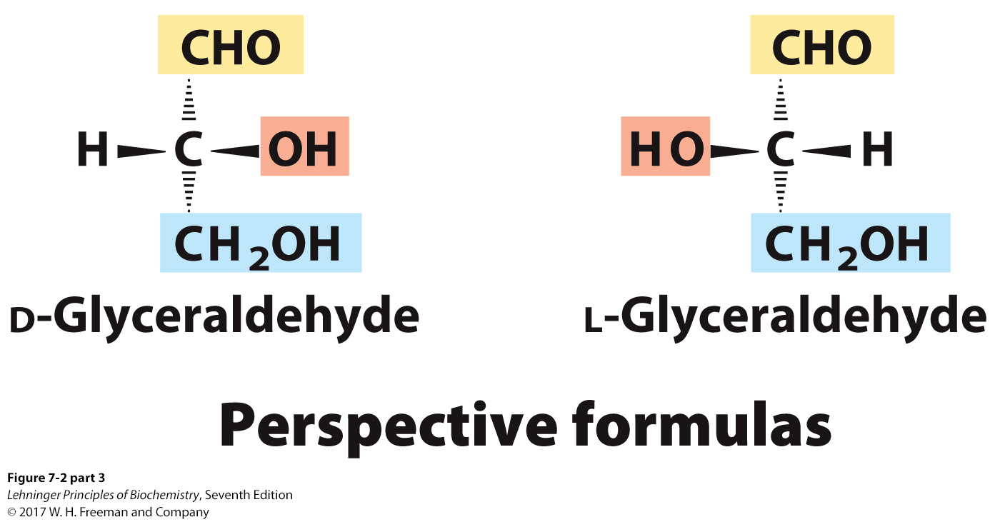 CHO CHO
H C OH HO C H
CH2OH CH2OH
D-Glyceraldehyde L-Glyceraldehyde
Perspective formulas
Figure 7-2 part 3
Lehninger Principles of Biochemistry, Seventh Edition
© 2017 W. H. Freeman and Company